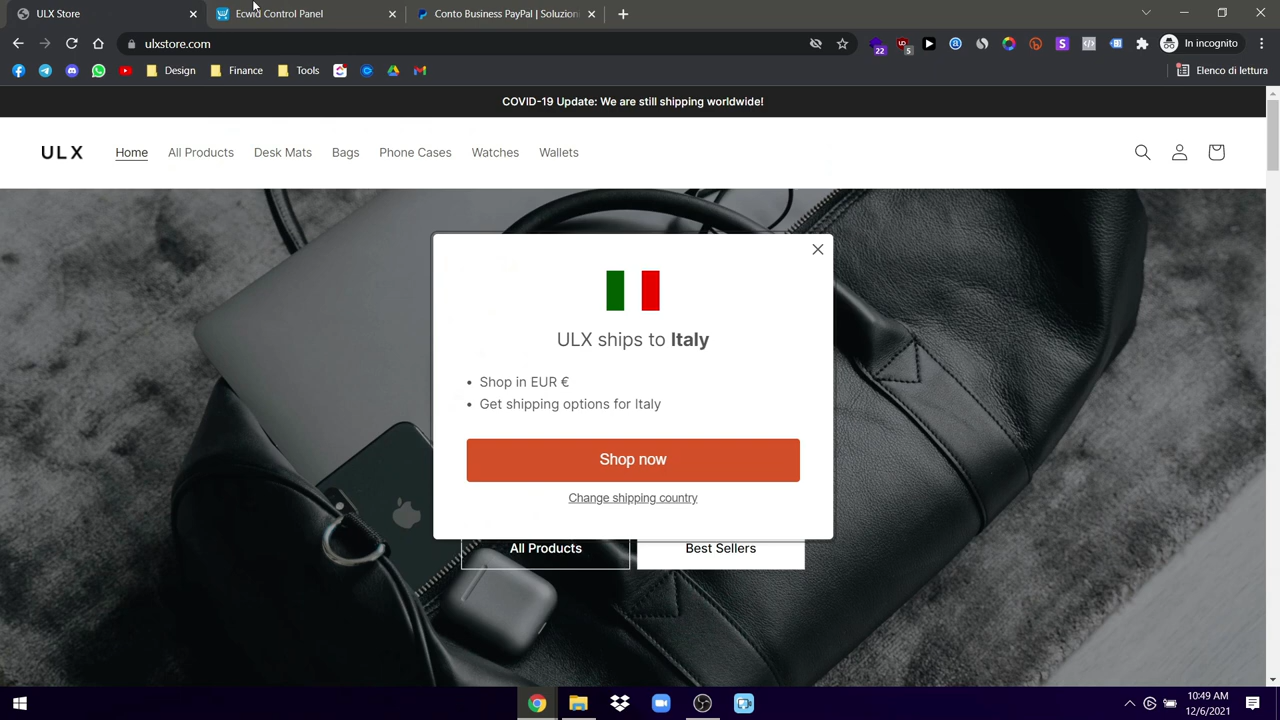 ULX Store
Ecwid Control Panel
Conto Business PayPal | Soluzion
ulxstore.com
22
5
In incognito
Design
Finance
Tools
Elenco di lettura
COVID-19 Update: We are still shipping worldwide!
ULX
Home
All Products
Desk Mats
Bags
Phone Cases
Watches
Wallets
ULX ships to Italy
• Shop in EUR €
• Get shipping options for Italy
Shop now
Change shipping country
All Products
Best Sellers
10:49 AM
12/6/2021